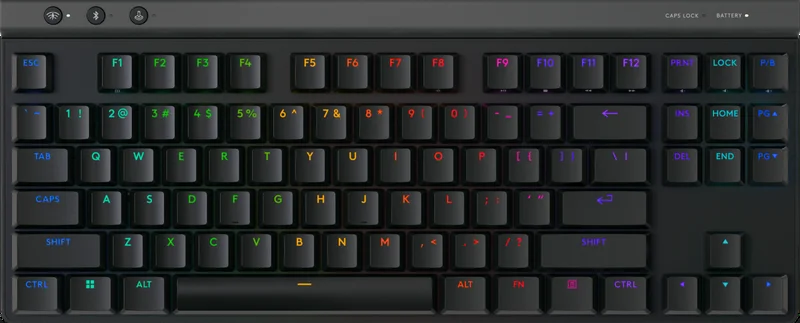 CAPS LOCK BATTERY
ESC F1 F2 F3 F4 F5 F6 F7 F8 F9 F10 F11 F12 PRNT LOCK P/B
` ~ 1 ! 2 @ 3 # 4 $ 5 % 6 ^ 7 & 8 * 9 ( 0 ) - _ = + ← INS HOME PG ▲
TAB Q W E R T Y U I O P [ { ] } \ | DEL END PG ▼
CAPS A S D F G H J K L ; : ' "
SHIFT Z X C V B N M , < . > / ? SHIFT ▲
CTRL ALT ALT FN CTRL ◀ ▼ ▶